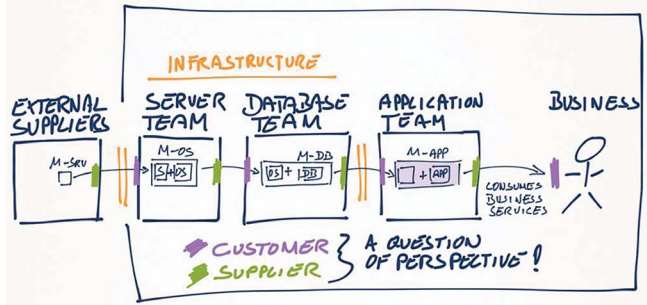 INFRASTRUCTURE
EXTERNAL
SUPPLIERS
SERVER
TEAM
DATABASE
TEAM
APPLICATION
TEAM
BUSINESS
M-SRV
M-OS
S + OS
M-DB
OS + DB
M-APP
+ APP
CONSUMES
BUSINESS
SERVICES
CUSTOMER
SUPPLIER
A QUESTION
OF PERSPECTIVE!